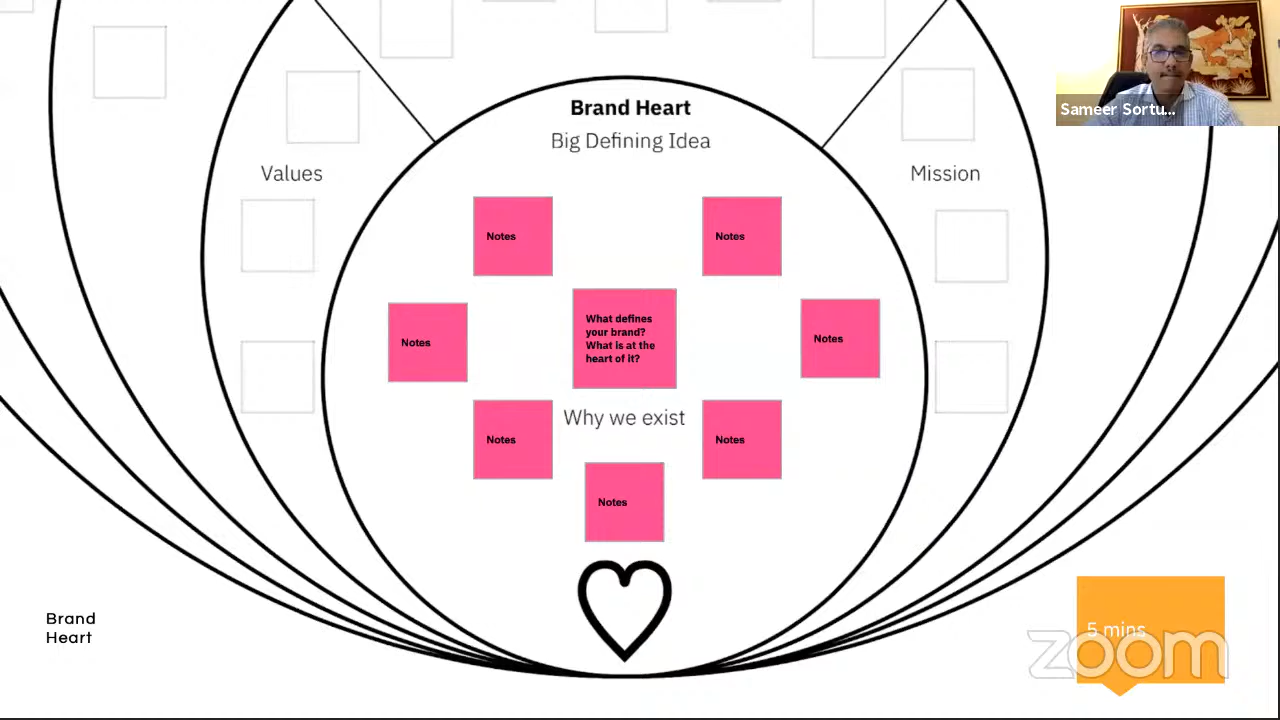 Brand Heart
Big Defining Idea
Sameer Sortu...
Values
Mission
Notes
Notes
What defines
your brand?
What is at the
heart of it?
Notes
Notes
Why we exist
Notes
Notes
Notes
Brand
Heart
5 mins
zoom